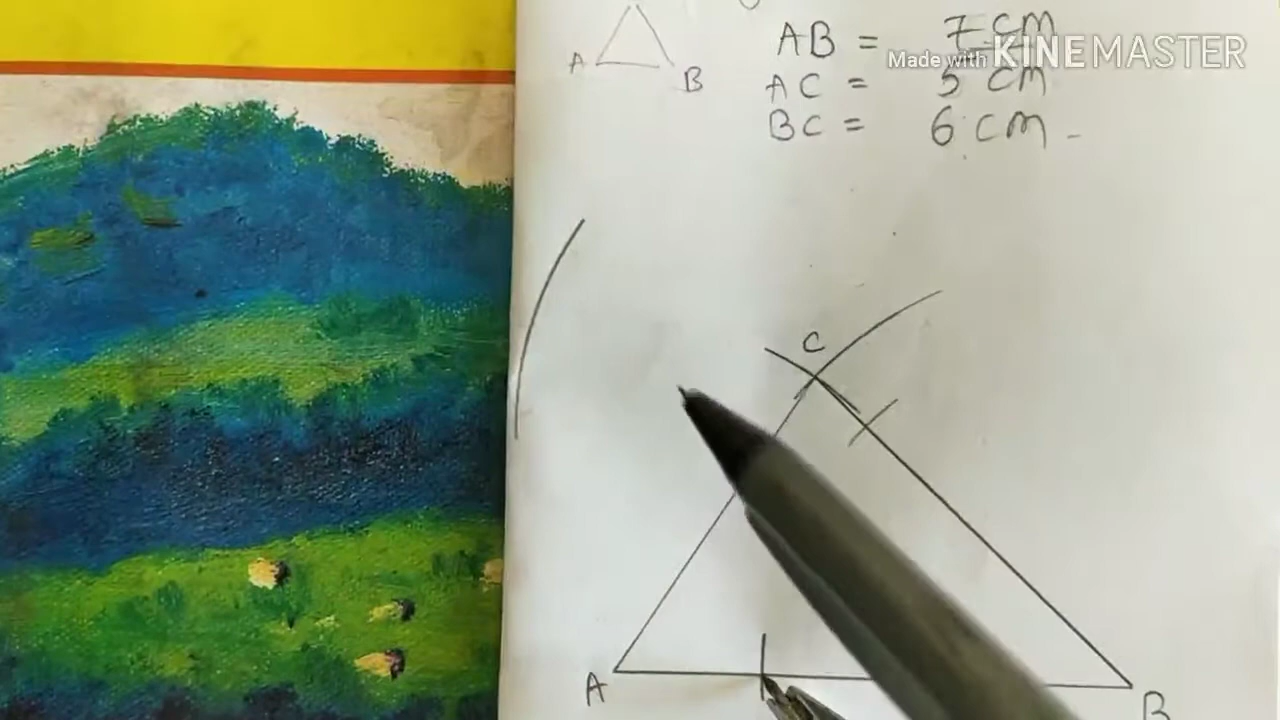 AB = 7 cm
Made with KINEMASTER
A B AC = 5 cm
BC = 6 cm
C
A B